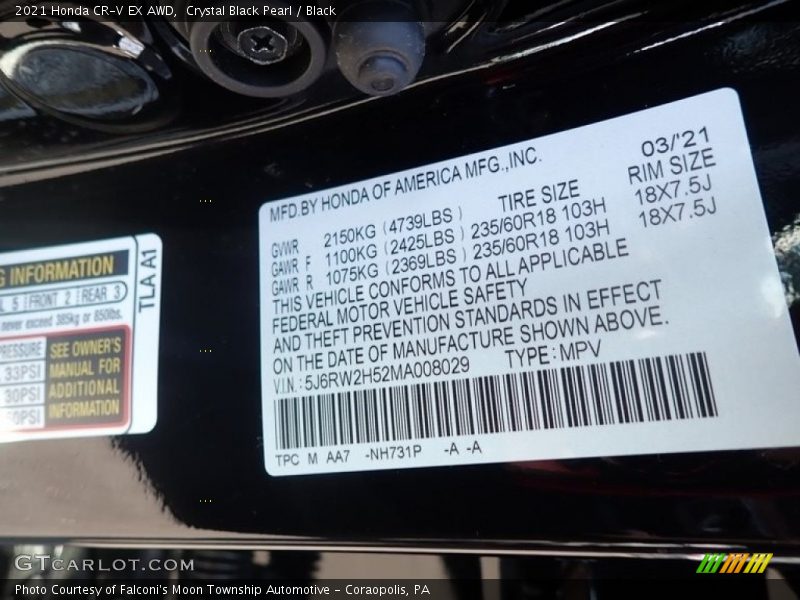 2021 Honda CR-V EX AWD, Crystal Black Pearl / Black
MFD.BY HONDA OF AMERICA MFG.,INC. 03/'21
TIRE SIZE RIM SIZE
GVWR 2150KG (4739LBS)
GAWR F 1100KG (2425LBS) 235/60R18 103H 18X7.5J
GAWR R 1075KG (2369LBS) 235/60R18 103H 18X7.5J
THIS VEHICLE CONFORMS TO ALL APPLICABLE
FEDERAL MOTOR VEHICLE SAFETY
AND THEFT PREVENTION STANDARDS IN EFFECT
ON THE DATE OF MANUFACTURE SHOWN ABOVE.
V.I.N.:5J6RW2H52MA008029 TYPE:MPV
TPC M AA7 -NH731P -A -A
INFORMATION
5 FRONT 2 REAR 3
never exceed 385kg or 850lbs.
TLA A1
PRESSURE
33PSI
30PSI
60PSI
SEE OWNER'S
MANUAL FOR
ADDITIONAL
INFORMATION
GTCARLOT.COM
Photo Courtesy of Falconi's Moon Township Automotive - Coraopolis, PA